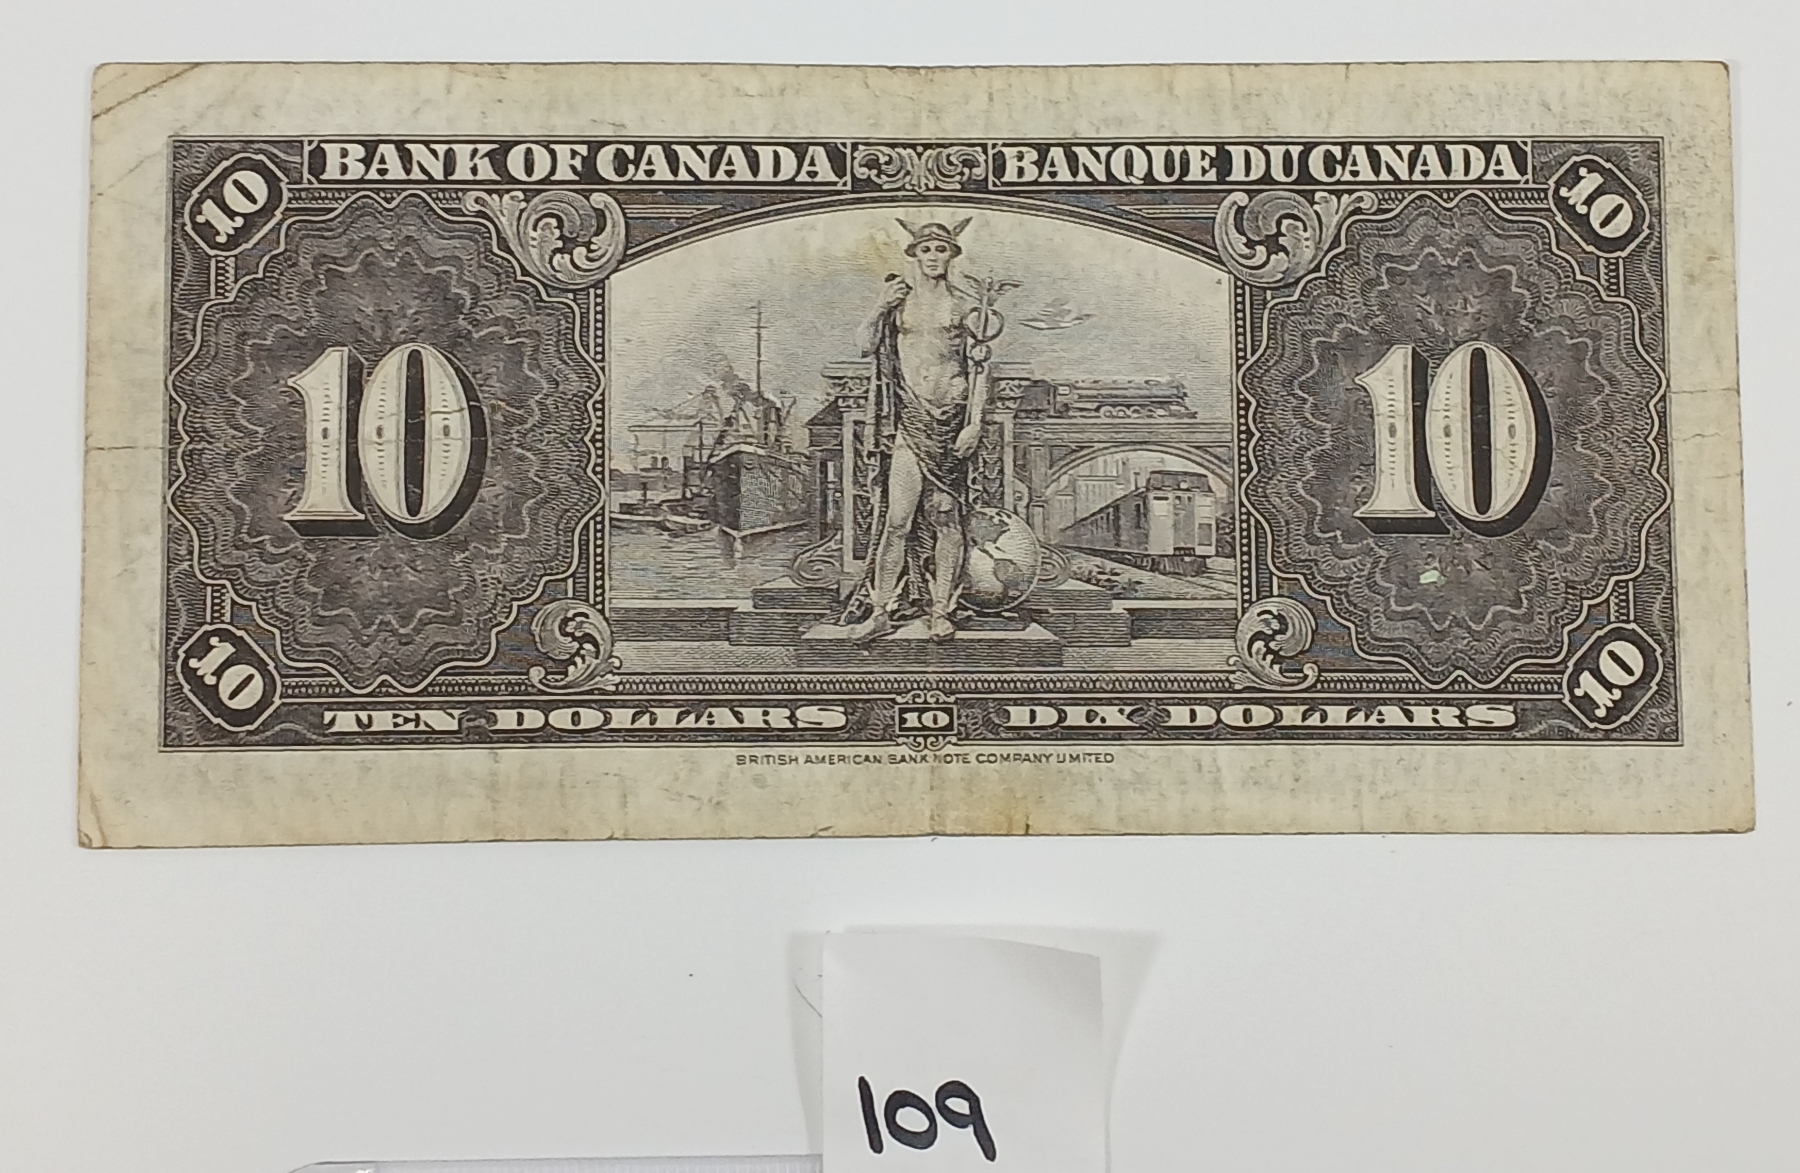 BANK OF CANADA BANQUE DU CANADA
10 10
10 10
10 10
TEN DOLLARS 10 DIX DOLLARS
BRITISH AMERICAN BANK NOTE COMPANY LIMITED
109